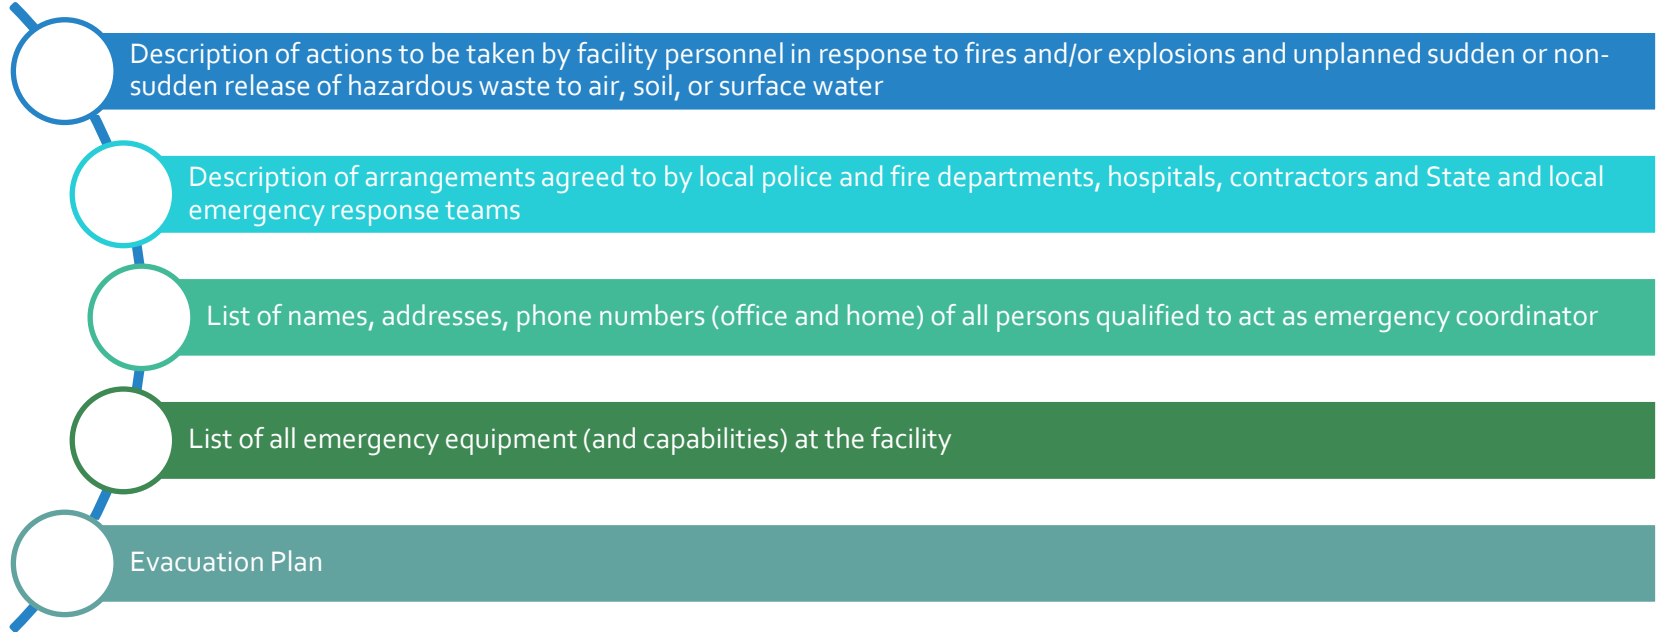 Description of actions to be taken by facility personnel in response to fires and/or explosions and unplanned sudden or non-
sudden release of hazardous waste to air, soil, or surface water
Description of arrangements agreed to by local police and fire departments, hospitals, contractors and State and local
emergency response teams
List of names, addresses, phone numbers (office and home) of all persons qualified to act as emergency coordinator
List of all emergency equipment (and capabilities) at the facility
Evacuation Plan